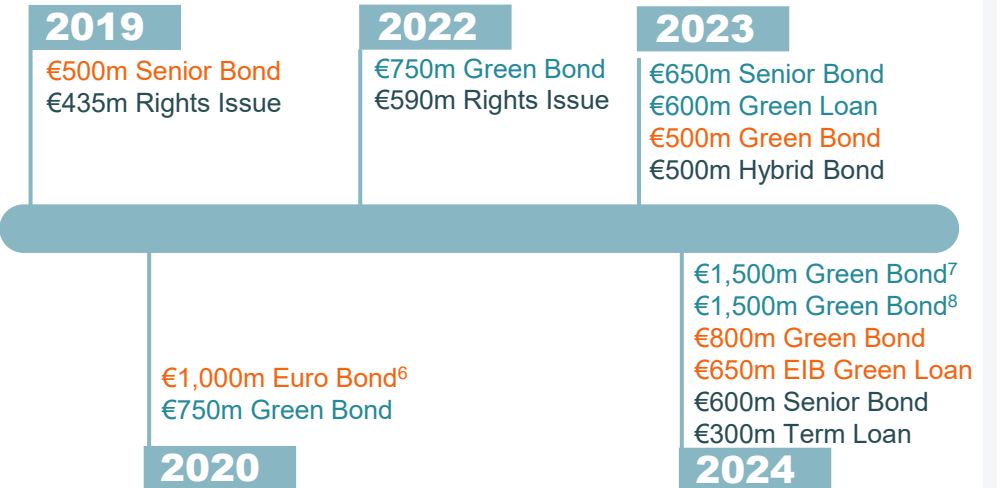 2019
€500m Senior Bond
€435m Rights Issue
2022
€750m Green Bond
€590m Rights Issue
2023
€650m Senior Bond
€600m Green Loan
€500m Green Bond
€500m Hybrid Bond
€1,000m Euro Bond⁶
€750m Green Bond
2020
€1,500m Green Bond⁷
€1,500m Green Bond⁸
€800m Green Bond
€650m EIB Green Loan
€600m Senior Bond
€300m Term Loan
2024